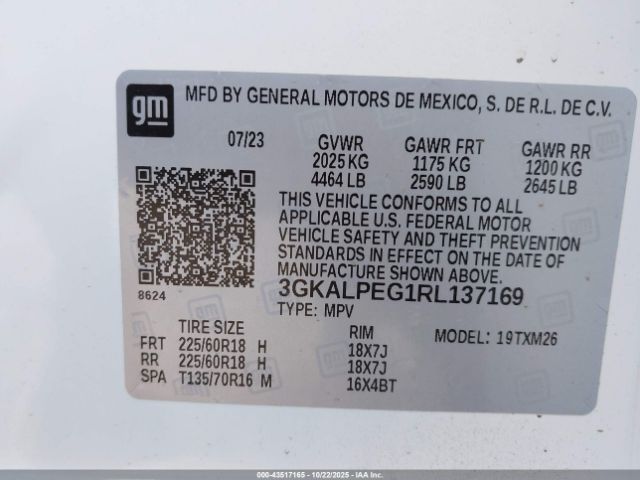 gm MFD BY GENERAL MOTORS DE MEXICO, S. DE R.L. DE C.V.
07/23 GVWR GAWR FRT GAWR RR
2025 KG 1175 KG 1200 KG
4464 LB 2590 LB 2645 LB
THIS VEHICLE CONFORMS TO ALL
APPLICABLE U.S. FEDERAL MOTOR
VEHICLE SAFETY AND THEFT PREVENTION
STANDARDS IN EFFECT ON THE DATE OF
MANUFACTURE SHOWN ABOVE.
8624 3GKALPEG1RL137169
TYPE: MPV
TIRE SIZE RIM MODEL: 19TXM26
FRT 225/60R18 H 18X7J
RR 225/60R18 H 18X7J
SPA T135/70R16 M 16X4BT
000-43517165 - 10/22/2025 - IAAI